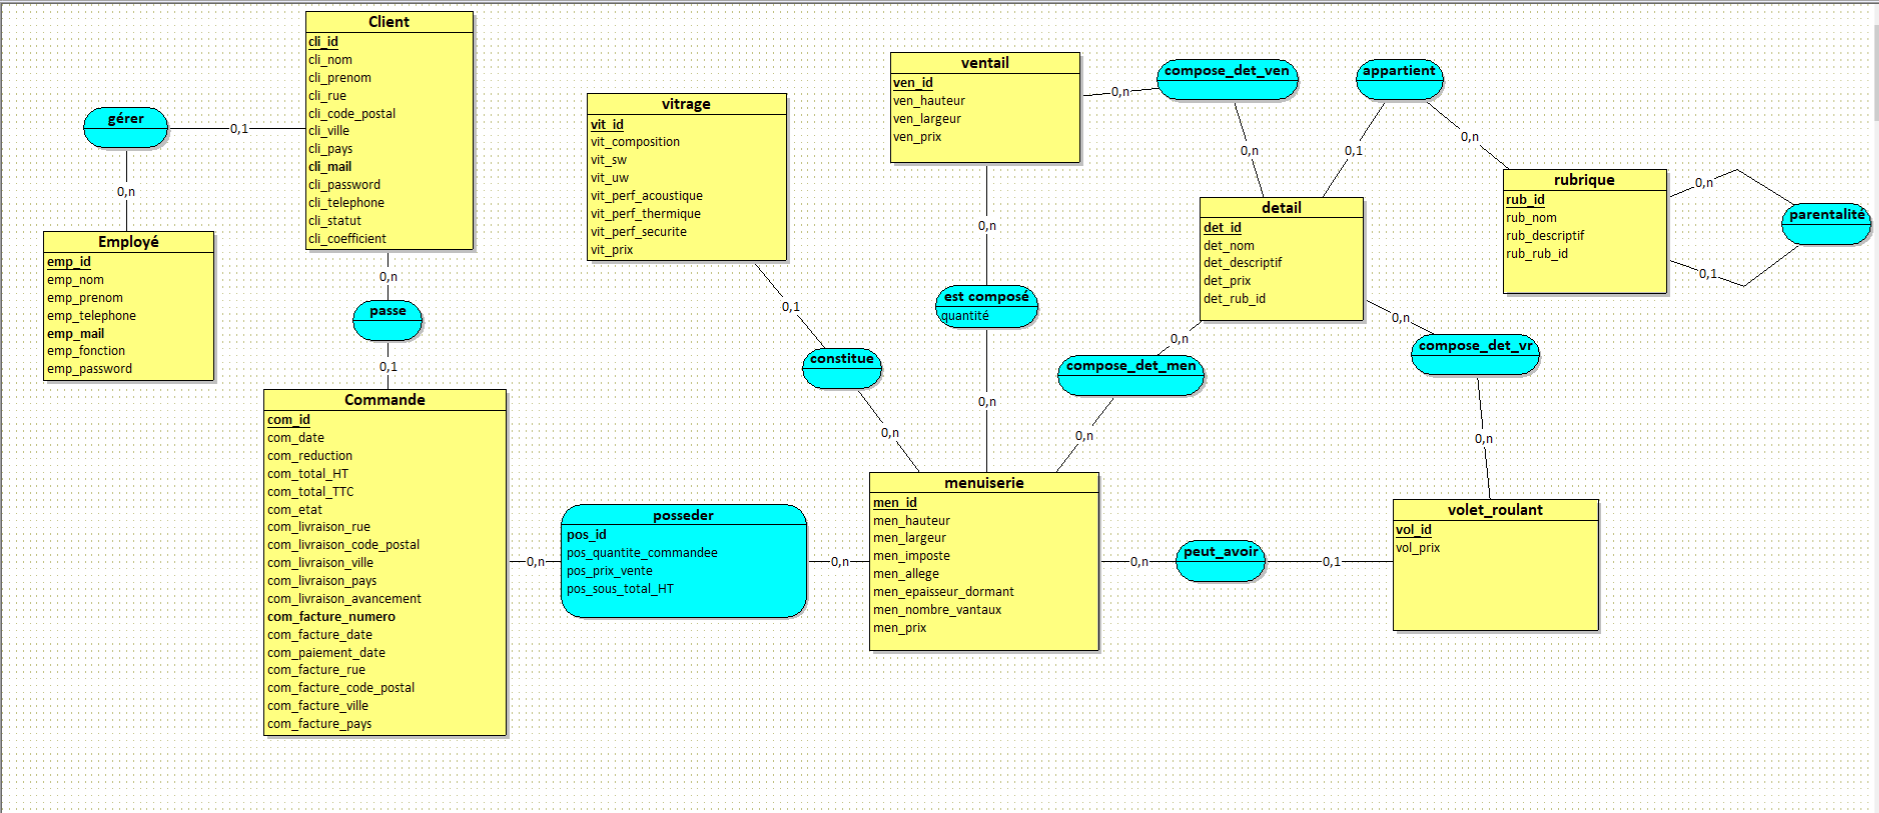 Client
cli_id
cli_nom
cli_prenom
cli_rue
cli_code_postal
cli_ville
cli_pays
cli_mail
cli_password
cli_telephone
cli_statut
cli_coefficient
gérer
0,1
0,n
Employé
emp_id
emp_nom
emp_prenom
emp_telephone
emp_mail
emp_fonction
emp_password
0,n
passe
0,1
Commande
com_id
com_date
com_reduction
com_total_HT
com_total_TTC
com_etat
com_livraison_rue
com_livraison_code_postal
com_livraison_ville
com_livraison_pays
com_livraison_avancement
com_facture_numero
com_facture_date
com_paiement_date
com_facture_rue
com_facture_code_postal
com_facture_ville
com_facture_pays
0,n
posseder
pos_id
pos_quantite_commandee
pos_prix_vente
pos_sous_total_HT
0,n
vitrage
vit_id
vit_composition
vit_sw
vit_uw
vit_perf_acoustique
vit_perf_thermique
vit_perf_securite
vit_prix
0,1
constitue
0,n
ventail
ven_id
ven_hauteur
ven_largeur
ven_prix
0,n
est composé
quantité
0,n
0,n
compose_det_ven
0,n
appartient
0,1
0,n
detail
det_id
det_nom
det_descriptif
det_prix
det_rub_id
rubrique
rub_id
rub_nom
rub_descriptif
rub_rub_id
0,n
parentalité
0,1
0,n
compose_det_men
0,n
0,n
compose_det_vr
0,n
menuiserie
men_id
men_hauteur
men_largeur
men_imposte
men_allege
men_epaisseur_dormant
men_nombre_vantaux
men_prix
0,n
peut_avoir
0,1
volet_roulant
vol_id
vol_prix